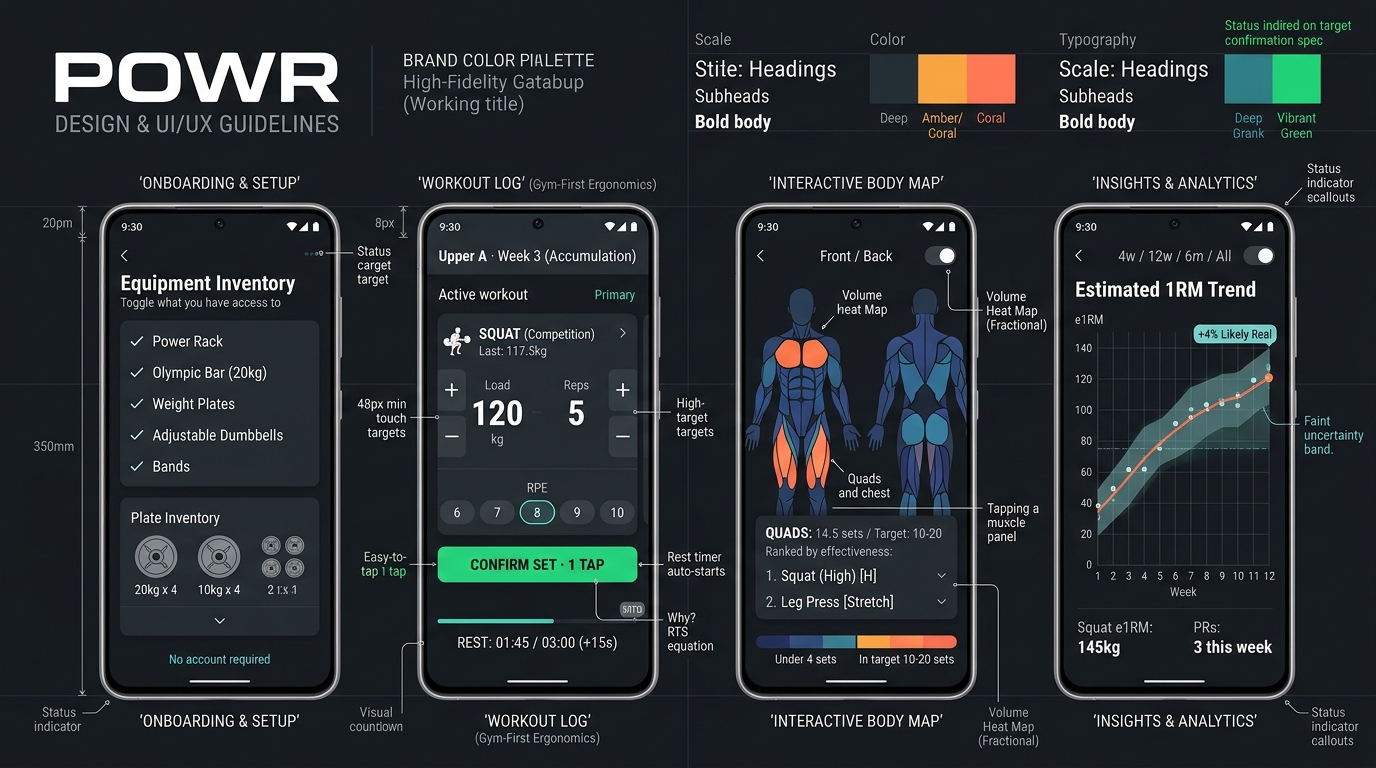 POWR
DESIGN & UI/UX GUIDELINES
BRAND COLOR
High-Fidelity Gatabup
(Working title)
Scale
Stite: Headings
Subheads
Bold body
Color
Deep
Amber/
Coral
Typography
Scale: Headings
Subheads
Bold body
Status indired on target
confirmation spec
Deep
Grank
Vibrant
Green
'ONBOARDING & SETUP'
20pm
350mm
9:30
Equipment Inventory
Toggle what you have access to
Power Rack
Olympic Bar (20kg)
Weight Plates
Adjustable Dumbbells
Bands
Plate Inventory
20kg x 4
10kg x 4
No account required
Status
carget
target
Status
indicator
'ONBOARDING & SETUP'
'WORKOUT LOG' (Gym-First Ergonomics)
8px
9:30
Upper A · Week 3 (Accumulation)
Active workout
Primary
SQUAT (Competition)
Last: 117.5kg
+
Load
Reps
+
120
5
−
kg
−
RPE
6
7
8
9
10
CONFIRM SET · 1 TAP
REST: 01:45 / 03:00 (+15s)
48px min
touch
targets
High-
target
targets
Easy-to-
tap 1 tap
Rest timer
auto-starts
Why?
RTS
equation
Visual
countdown
'WORKOUT LOG'
(Gym-First Ergonomics)
'INTERACTIVE BODY MAP'
9:30
Front / Back
Volume
heat Map
Quads
and chest
QUADS: 14.5 sets / Target: 10-20
Ranked by effectiveness:
1. Squat (High) [H]
2. Leg Press [Stretch]
Under 4 sets
In target 10-20 sets
Volume
Heat Map
(Fractional)
Tapping a
muxcle
panel
Volume
Heat Map
(Fractional)
'INTERACTIVE BODY MAP'
'INSIGHTS & ANALYTICS'
Status
indicator
9:30
4w / 12w / 6m / All
Estimated 1RM Trend
e1RM
+4% Likely Real
140
120
100
80
60
40
20
0
1 2 3 4 5 6 7 8 9 10 11 12
Week
Squat e1RM:
145kg
PRs:
3 this week
Faint
uncertainty
band.
Status
indicator
callouts
'INSIGHTS & ANALYTICS'